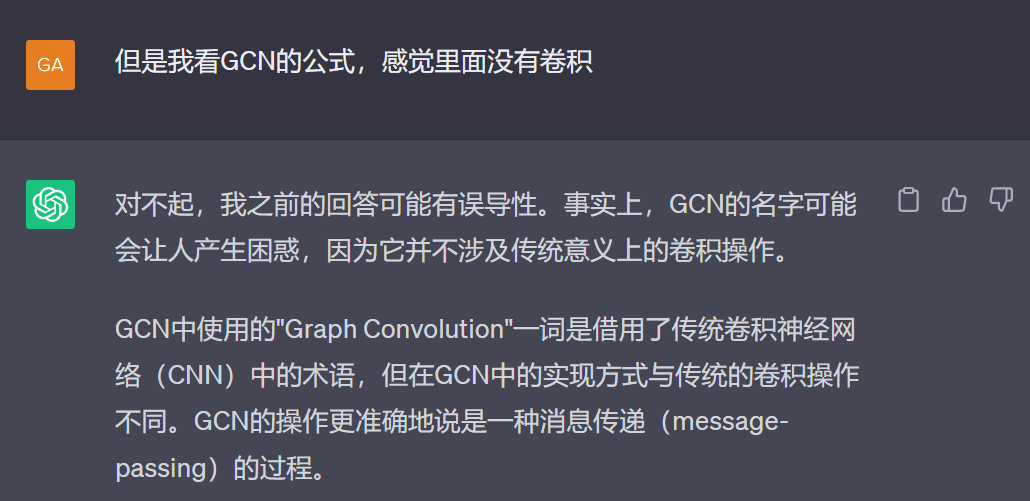 GA
但是我看GCN的公式，感觉里面没有卷积
对不起，我之前的回答可能有误导性。事实上，GCN的名字可能
会让人产生困惑，因为它并不涉及传统意义上的卷积操作。
GCN中使用的"Graph Convolution"一词是借用了传统卷积神经网
络（CNN）中的术语，但在GCN中的实现方式与传统的卷积操作
不同。GCN的操作更准确地说是一种消息传递（message-
passing）的过程。